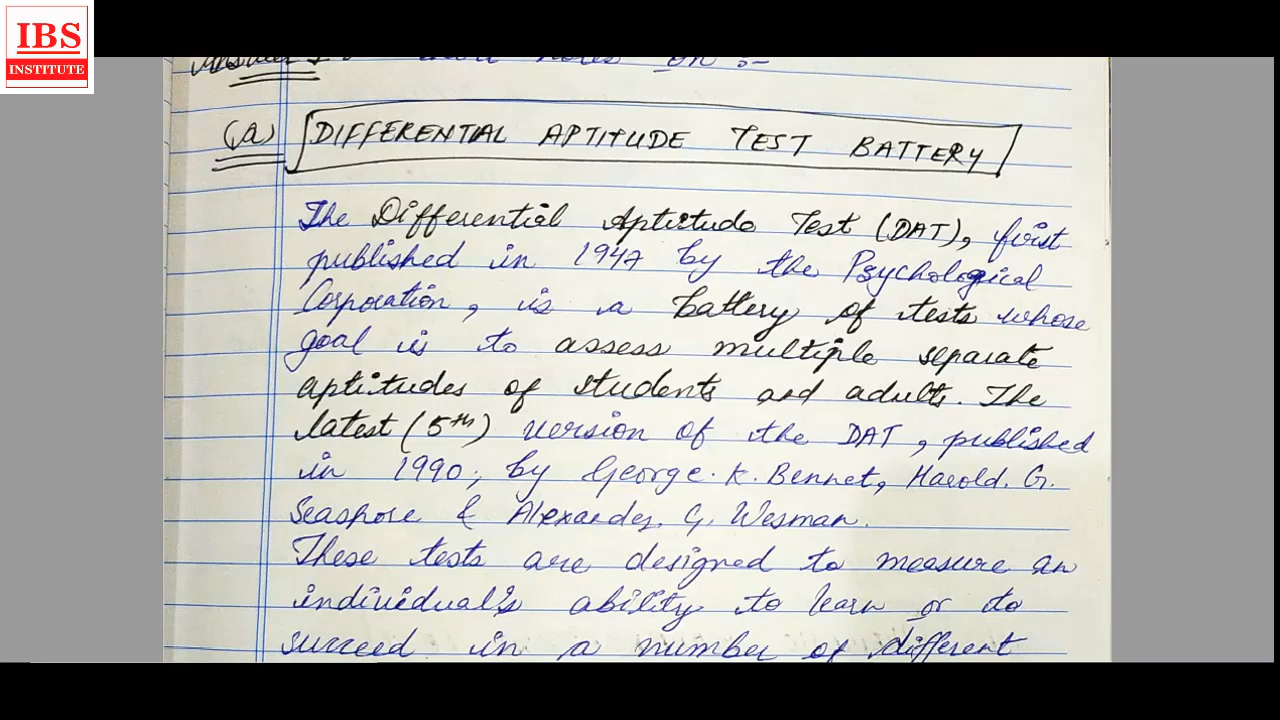 IBS
INSTITUTE
notes on :-
(a) DIFFERENTIAL APTITUDE TEST BATTERY
The Differential Aptitude Test (DAT), first
published in 1947 by the Psychological
Corporation, is a battery of tests whose
goal is to assess multiple separate
aptitudes of students and adults. The
latest (5th) version of the DAT, published
in 1990, by George. K. Bennet, Harold. G.
Seashore & Alexander. G. Wesman.
These tests are designed to measure an
individual's ability to learn or to
succeed in a number of different